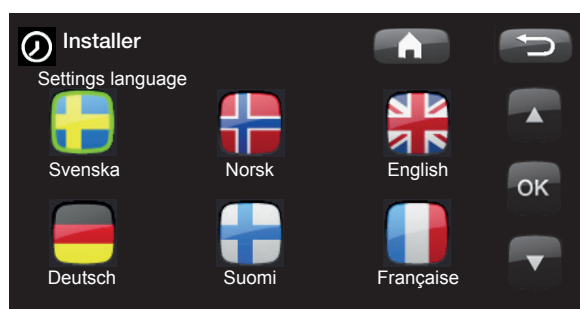 Installer
Settings language
Svenska
Norsk
English
OK
Deutsch
Suomi
Française